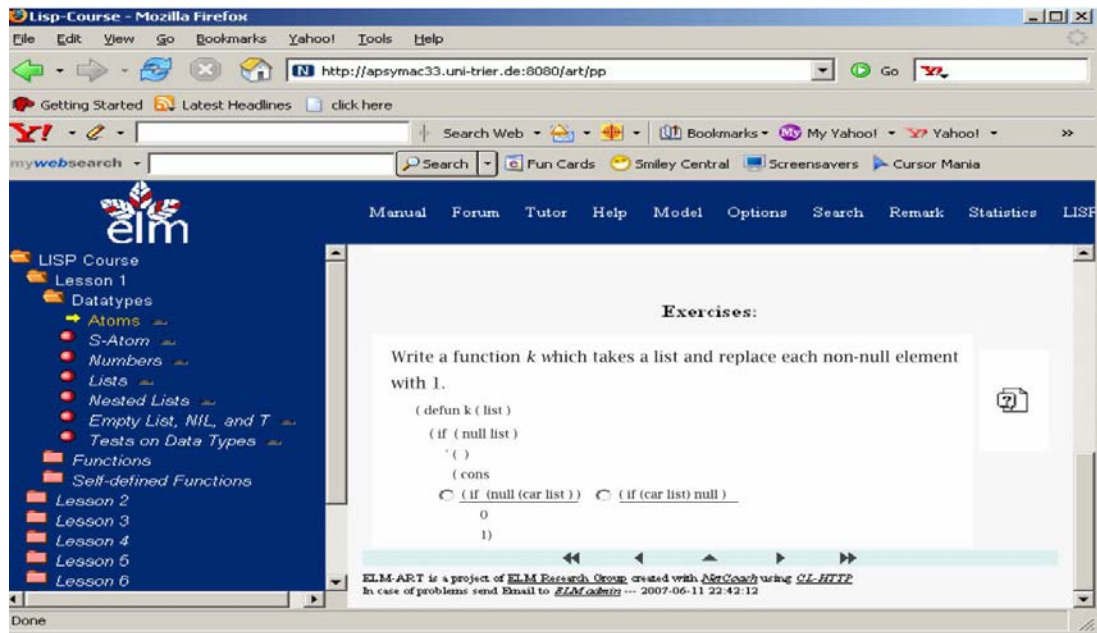 Lisp-Course - Mozilla Firefox
File Edit View Go Bookmarks Yahoo! Tools Help
http://apsymac33.uni-trier.de:8080/art/pp Go
Getting Started Latest Headlines click here
Y! Search Web Bookmarks My Yahoo! Yahoo! »
mywebsearch Search Fun Cards Smiley Central Screensavers Cursor Mania
elm
Manual Forum Tutor Help Model Options Search Remark Statistics LISP
LISP Course
Lesson 1
Datatypes
Atoms
S-Atom
Numbers
Lists
Nested Lists
Empty List, NIL, and T
Tests on Data Types
Functions
Self-defined Functions
Lesson 2
Lesson 3
Lesson 4
Lesson 5
Lesson 6
Exercises:
Write a function k which takes a list and replace each non-null element
with 1.
( defun k ( list )
( if ( null list )
' ( )
( cons
( if (null (car list ) ) ( if (car list) null )
0
1)
ELM-ART is a project of ELM Research Group created with NetCoach using CL-HTTP
In case of problems send Email to ELM admin --- 2007-06-11 22:42:12
Done